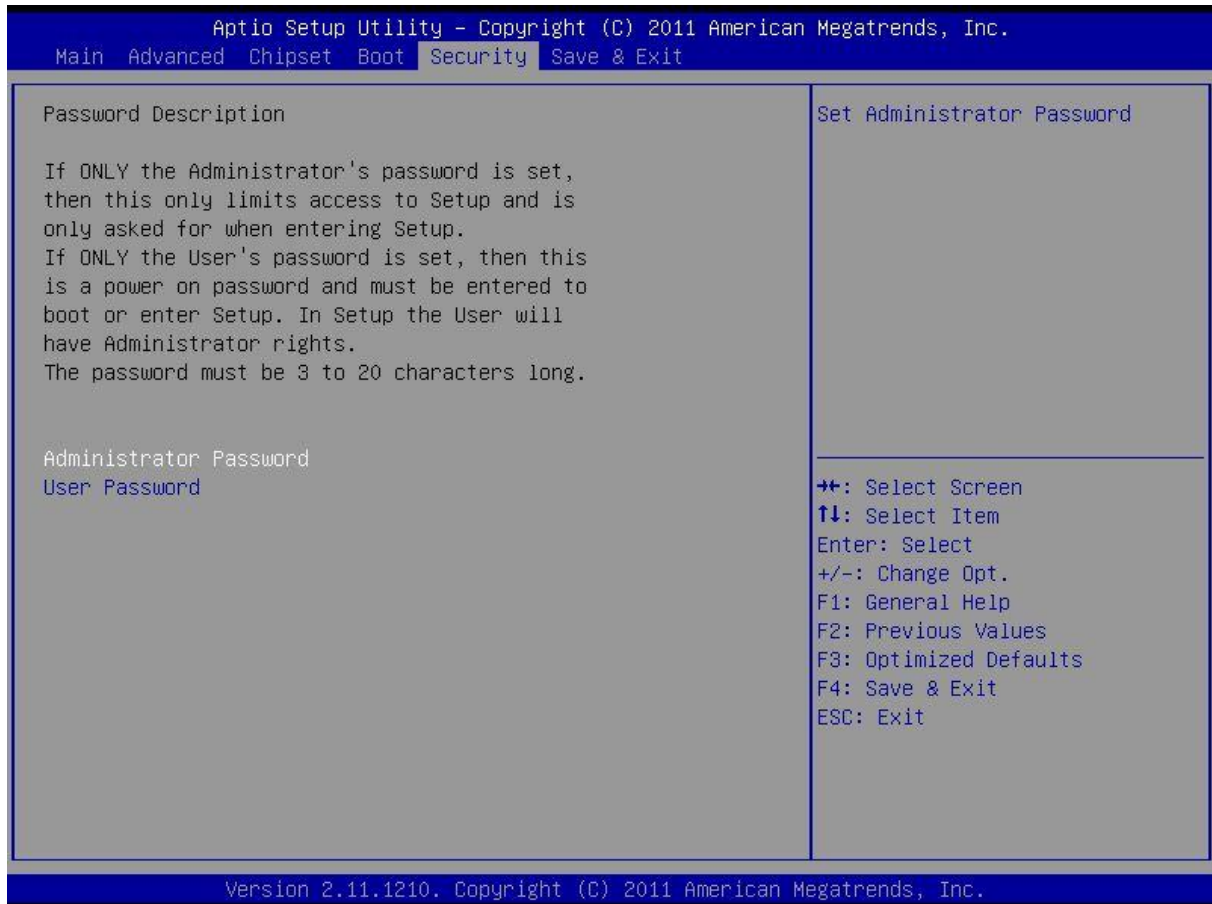 Aptio Setup Utility – Copyright (C) 2011 American Megatrends, Inc.
Main Advanced Chipset Boot Security Save & Exit
Password Description
If ONLY the Administrator's password is set,
then this only limits access to Setup and is
only asked for when entering Setup.
If ONLY the User's password is set, then this
is a power on password and must be entered to
boot or enter Setup. In Setup the User will
have Administrator rights.
The password must be 3 to 20 characters long.
Administrator Password
User Password
Set Administrator Password
→←: Select Screen
↑↓: Select Item
Enter: Select
+/-: Change Opt.
F1: General Help
F2: Previous Values
F3: Optimized Defaults
F4: Save & Exit
ESC: Exit
Version 2.11.1210. Copyright (C) 2011 American Megatrends, Inc.